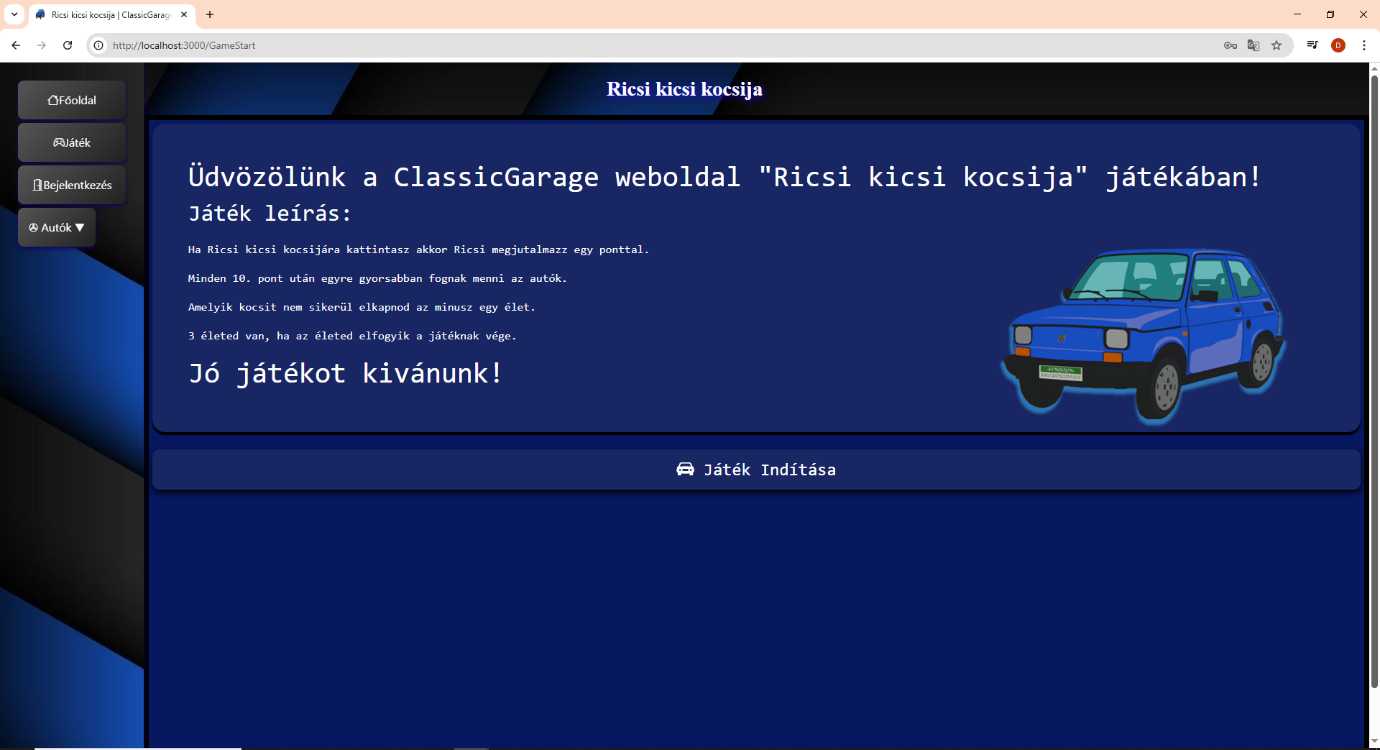 Ricsi kicsi kocsija | ClassicGarage
http://localhost:3000/GameStart
D
Ricsi kicsi kocsija
Főoldal
Játék
Bejelentkezés
Autók ▼
Üdvözölünk a ClassicGarage weboldal "Ricsi kicsi kocsija" játékában!
Játék leírás:
Ha Ricsi kicsi kocsijára kattintasz akkor Ricsi megjutalmazz egy ponttal.
Minden 10. pont után egyre gyorsabban fognak menni az autók.
Amelyik kocsit nem sikerül elkapnod az minusz egy élet.
3 életed van, ha az életed elfogyik a játéknak vége.
Jó játékot kivánunk!
Játék Indítása